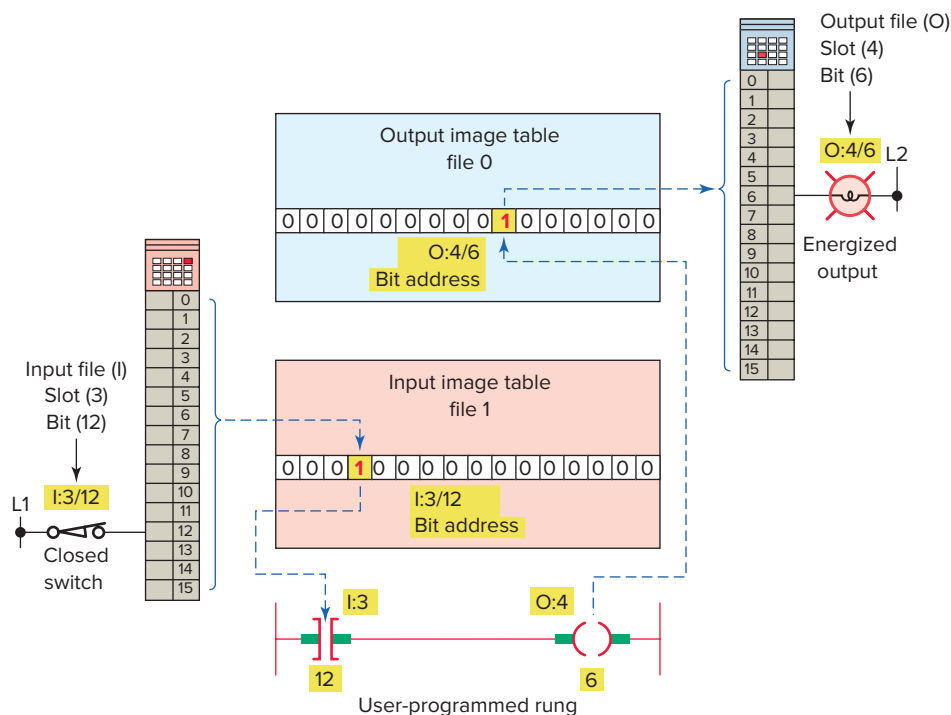 Output file (O)
Slot (4)
Bit (6)
O:4/6
L2
Energized
output
0
1
2
3
4
5
6
7
8
9
10
11
12
13
14
15
Output image table
file 0
0 0 0 0 0 0 0 0 0 1 0 0 0 0 0 0
O:4/6
Bit address
Input file (I)
Slot (3)
Bit (12)
I:3/12
L1
Closed
switch
0
1
2
3
4
5
6
7
8
9
10
11
12
13
14
15
Input image table
file 1
0 0 0 1 0 0 0 0 0 0 0 0 0 0 0 0
I:3/12
Bit address
I:3
O:4
12
6
User-programmed rung